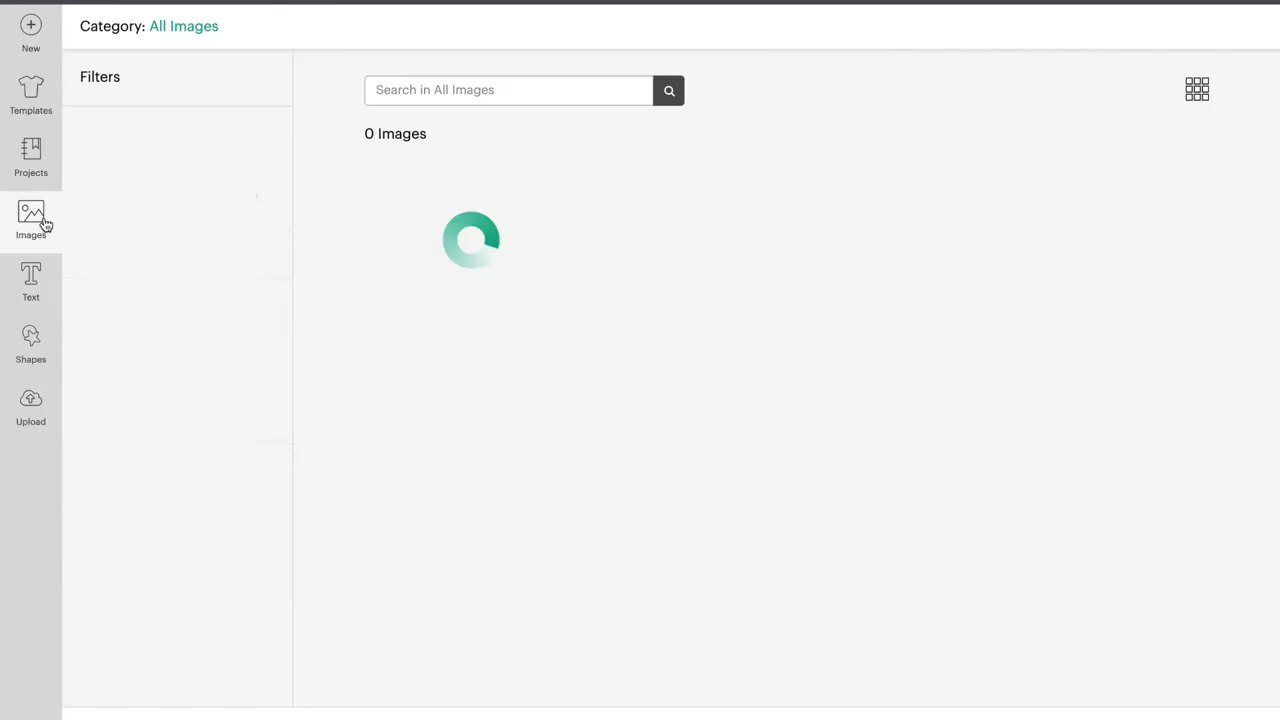 New
Templates
Projects
Images
Text
Shapes
Upload
Category: All Images
Filters
Search in All Images
0 Images